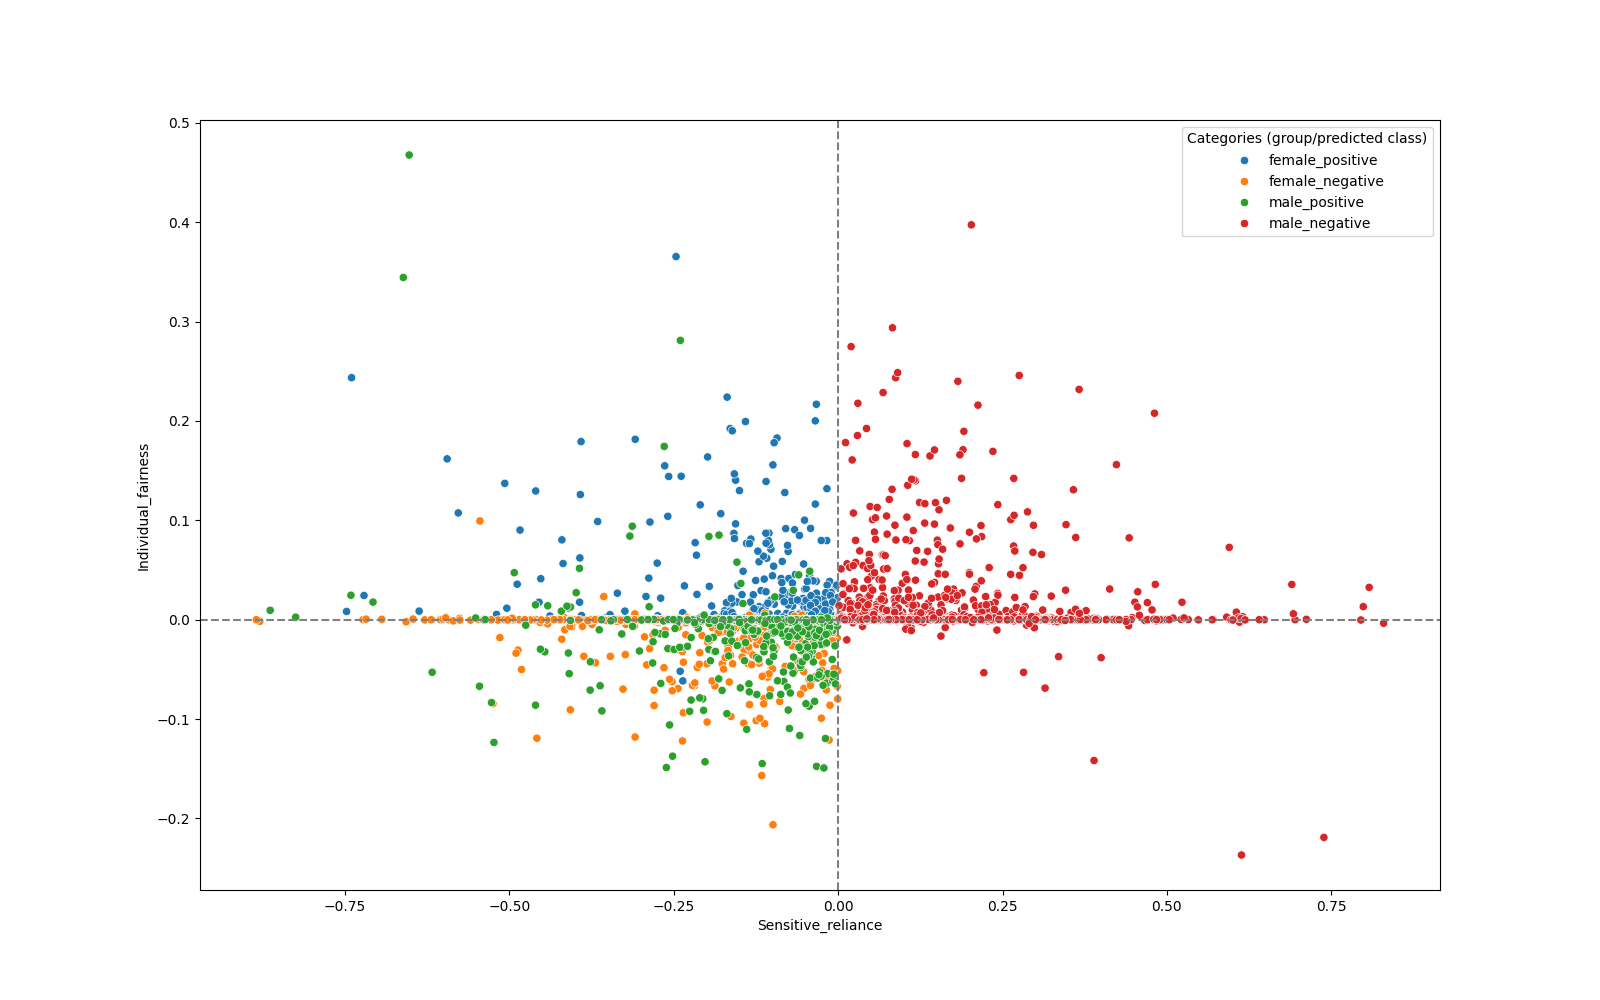 Categories (group/predicted class)
female_positive
female_negative
male_positive
male_negative
Individual_fairness
0.5
0.4
0.3
0.2
0.1
0.0
−0.1
−0.2
−0.75 −0.50 −0.25 0.00 0.25 0.50 0.75
Sensitive_reliance